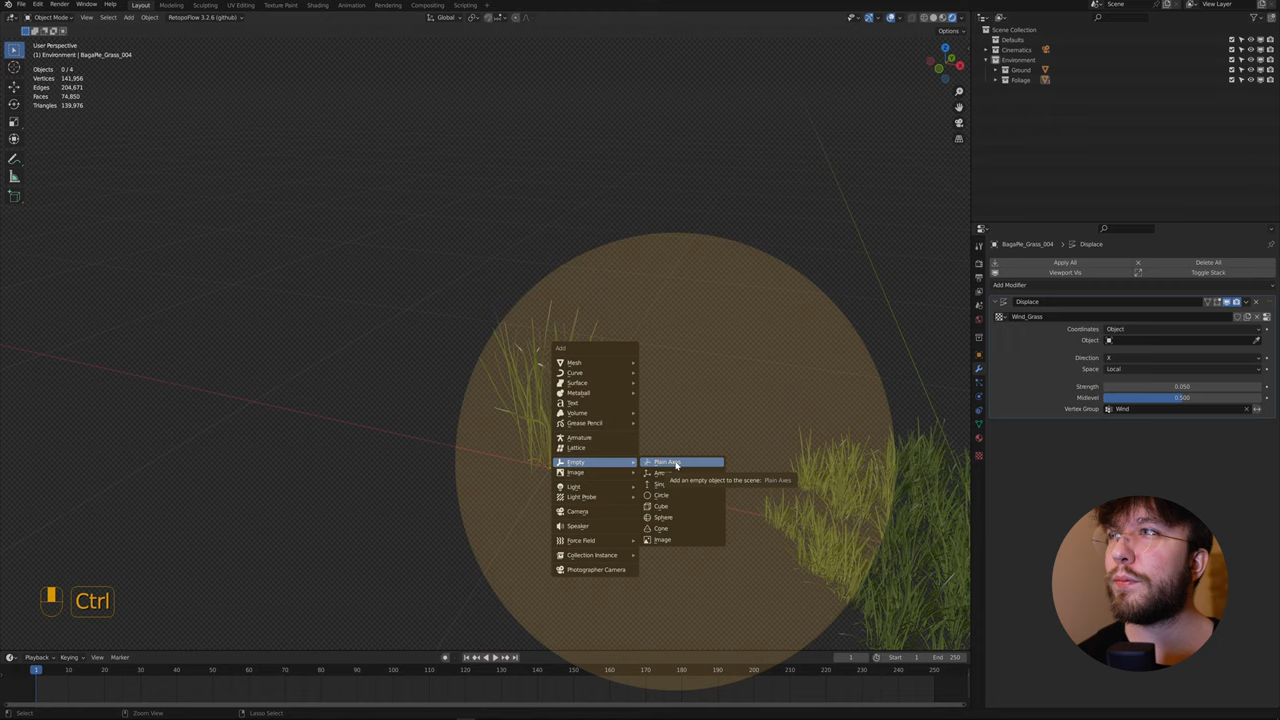 File Edit Render Window Help
Layout Modeling Sculpting UV Editing Texture Paint Shading Animation Rendering Compositing Scripting
Scene
View Layer
Object Mode View Select Add Object RetopoFlow 3.2.6 (github)
Global
Options
User Perspective
(1) Environment | BagaPie_Grass_004
Objects 0 / 4
Vertices 141,956
Edges 204,671
Faces 74,850
Triangles 139,976
Scene Collection
Defaults
Cinematics
Environment
Ground
Foliage
BagaPie_Grass_004 > Displace
Apply All Delete All
Viewport Vis Toggle Stack
Add Modifier
Displace
Wind_Grass
Coordinates Object
Object
Direction X
Space Local
Strength 0.050
Midlevel 0.500
Vertex Group Wind
Add
Mesh
Curve
Surface
Metaball
Text
Volume
Grease Pencil
Armature
Lattice
Empty
Image
Light
Light Probe
Camera
Speaker
Force Field
Collection Instance
Photographer Camera
Plain Axes
Add an empty object to the scene: Plain Axes
Circle
Cube
Sphere
Cone
Image
Ctrl
Playback Keying View Marker
1 Start 1 End 250
1 10 20 30 40 50 60 70 80 90 100 110 120 130 140 150 160 170 180 190 200 210 220 230 240 250
Select Zoom View Lasso Select